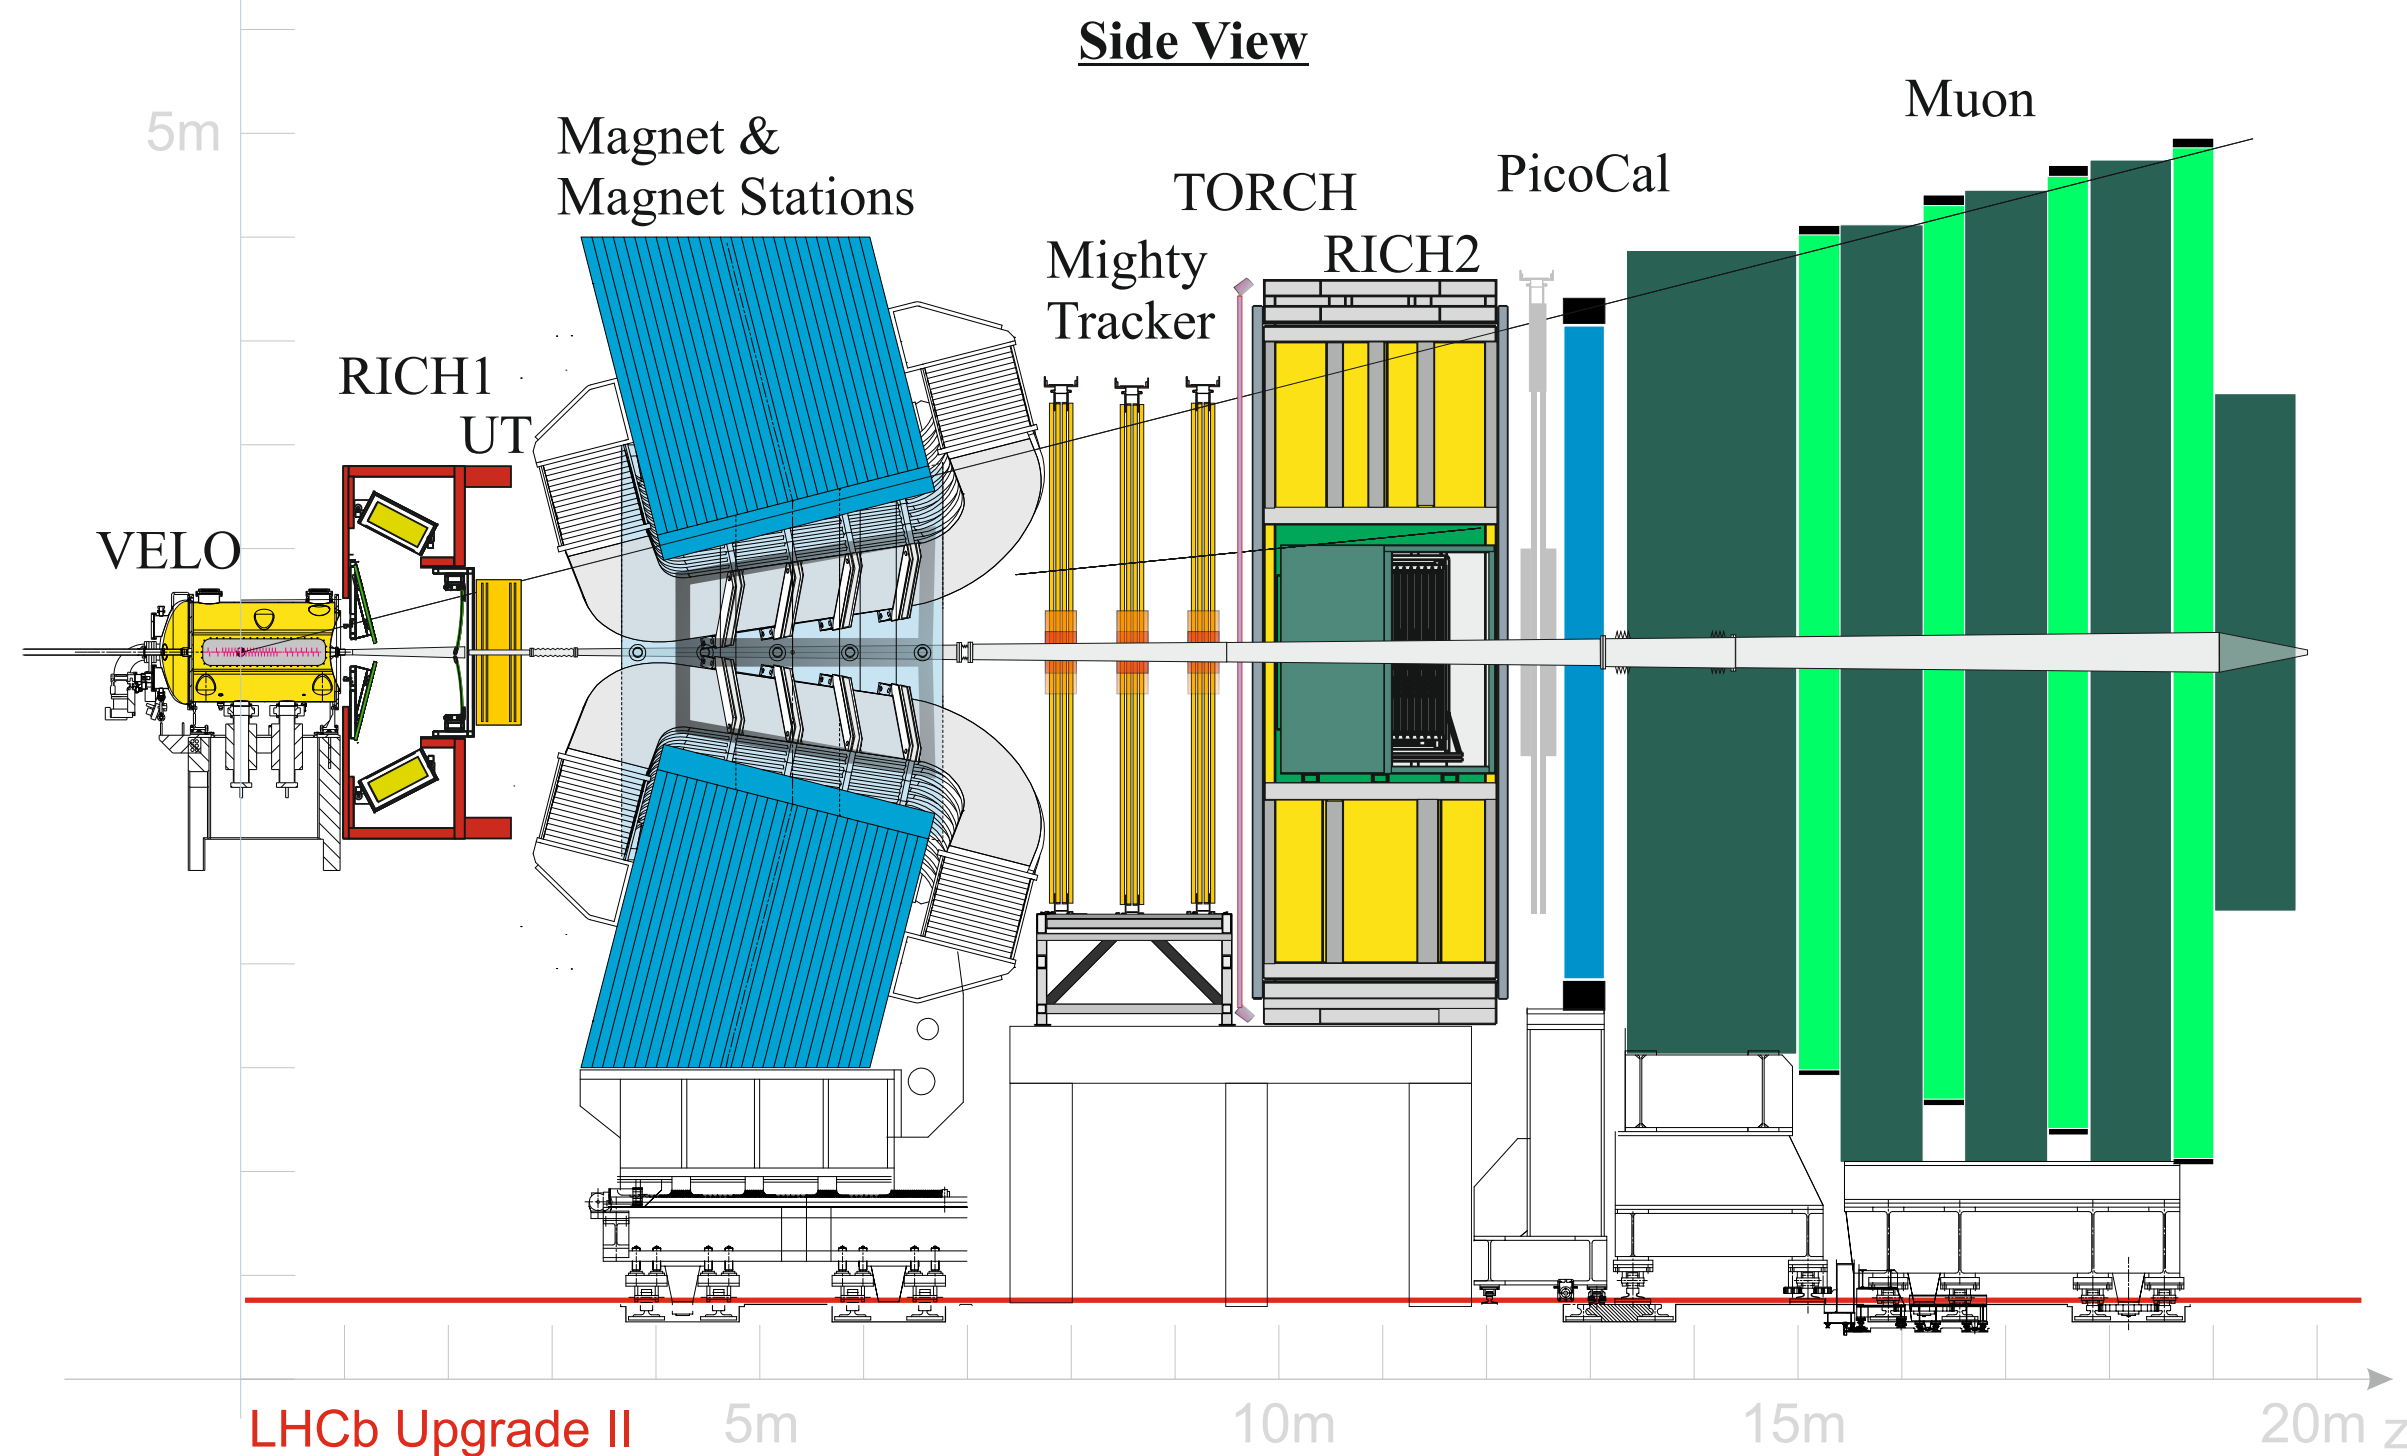 Side View
5m
Magnet &
Magnet Stations
Muon
PicoCal
TORCH
RICH2
Mighty
Tracker
RICH1
UT
VELO
LHCb Upgrade II
5m
10m
15m
20m
z